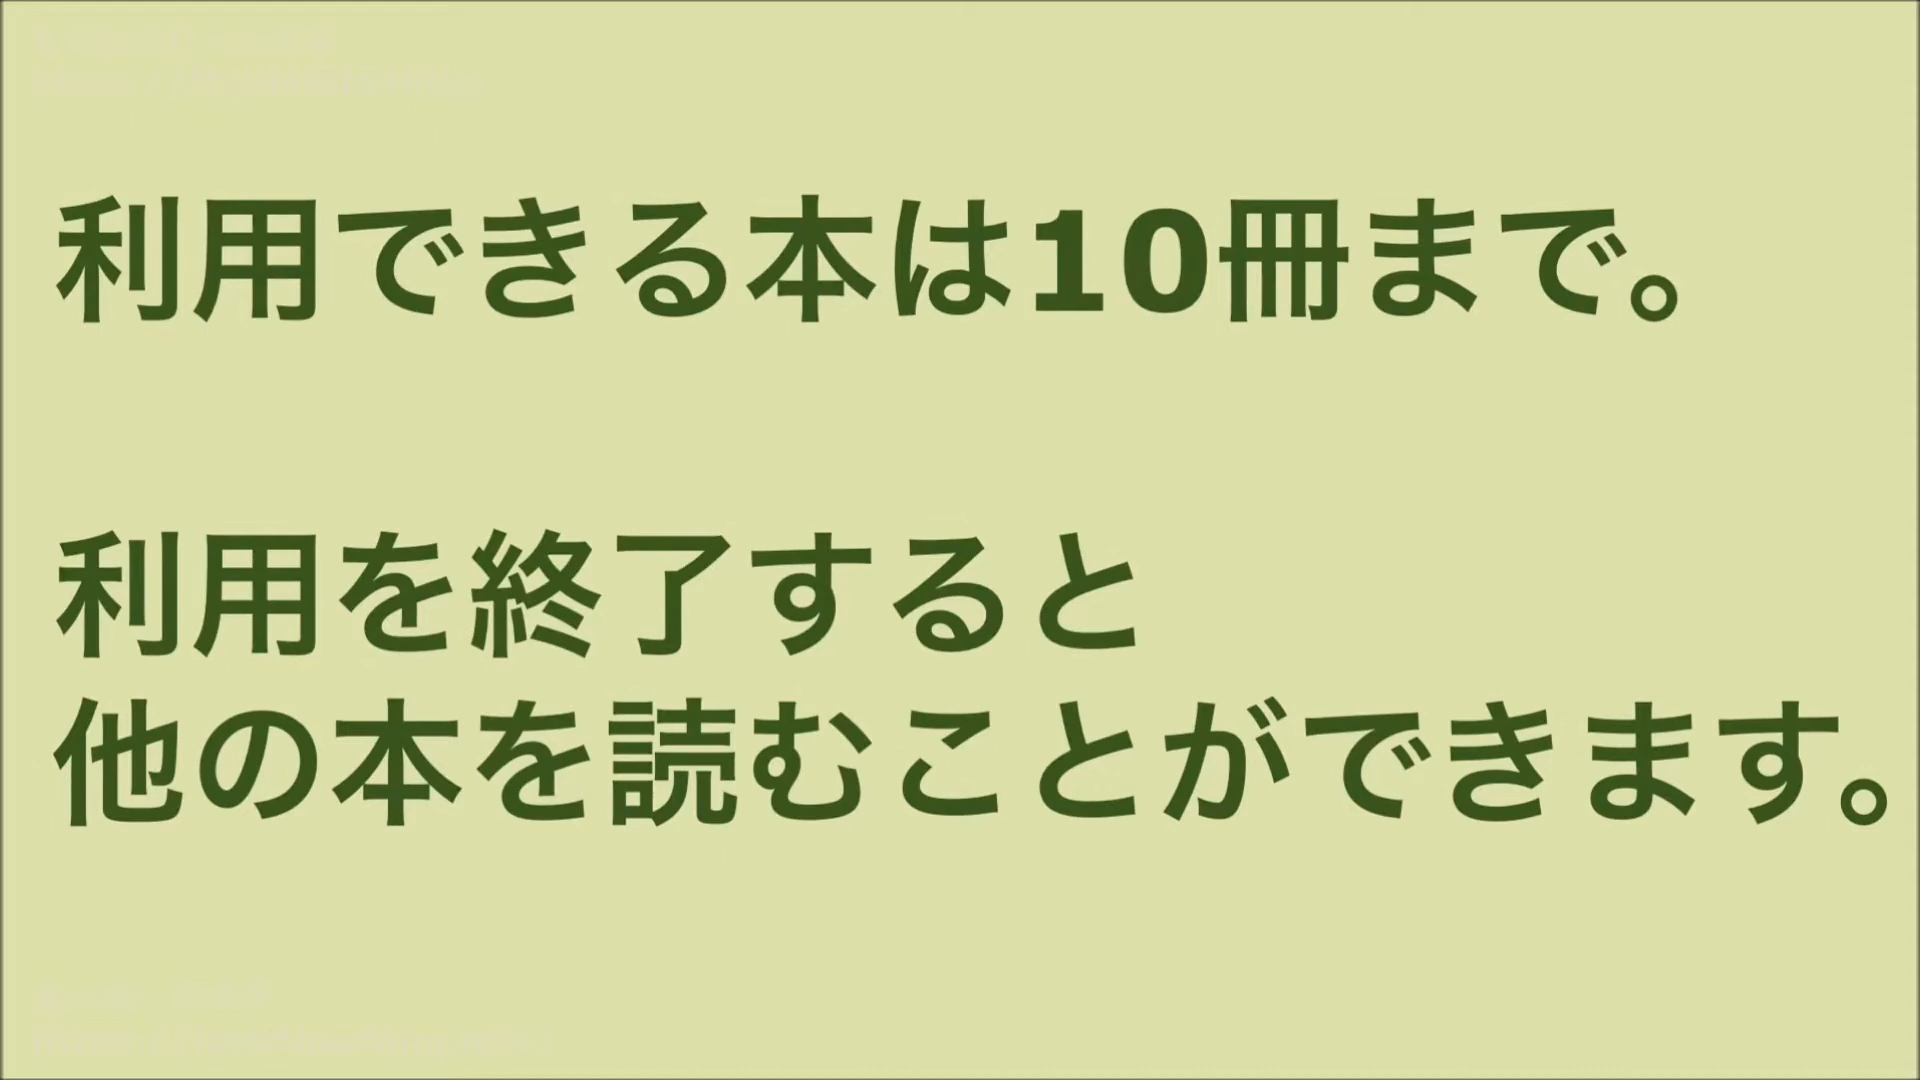 利用できる本は10冊まで。
利用を終了すると
他の本を読むことができます。